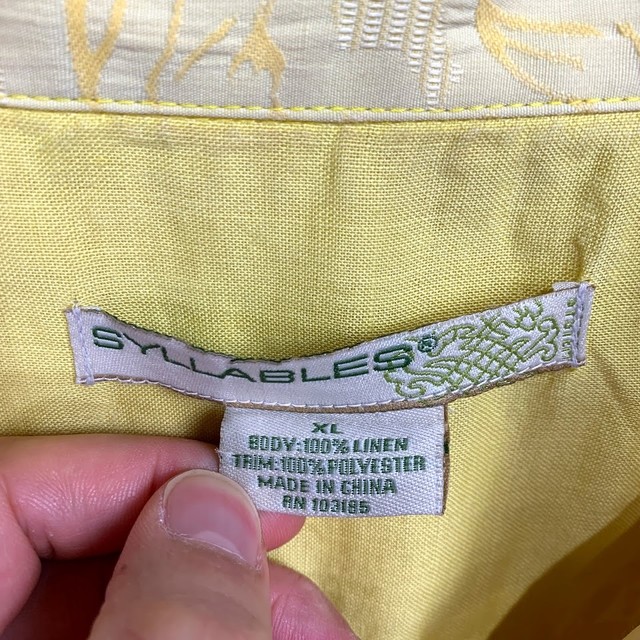 SYLLABLES®
XL
BODY:100% LINEN
TRIM:100% POLYESTER
MADE IN CHINA
RN 103185